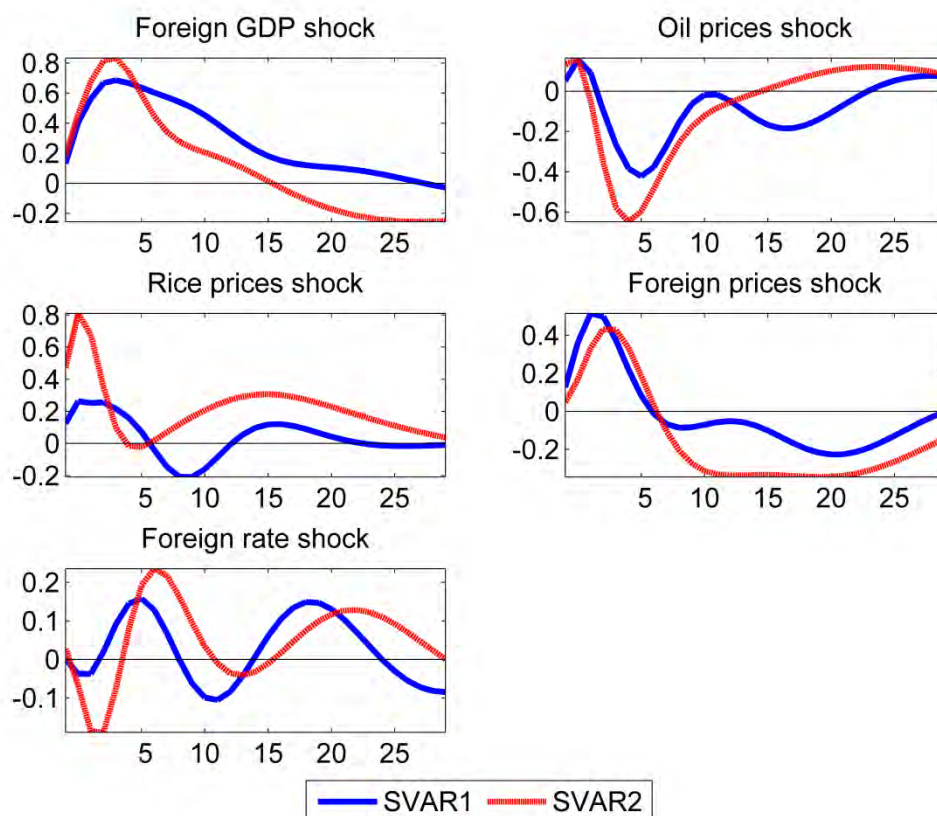 Foreign GDP shock
0.8
0.6
0.4
0.2
0
-0.2
5 10 15 20 25
Oil prices shock
0
-0.2
-0.4
-0.6
5 10 15 20 25
Rice prices shock
0.8
0.6
0.4
0.2
0
-0.2
5 10 15 20 25
Foreign prices shock
0.4
0.2
0
-0.2
5 10 15 20 25
Foreign rate shock
0.2
0.1
0
-0.1
5 10 15 20 25
SVAR1 SVAR2